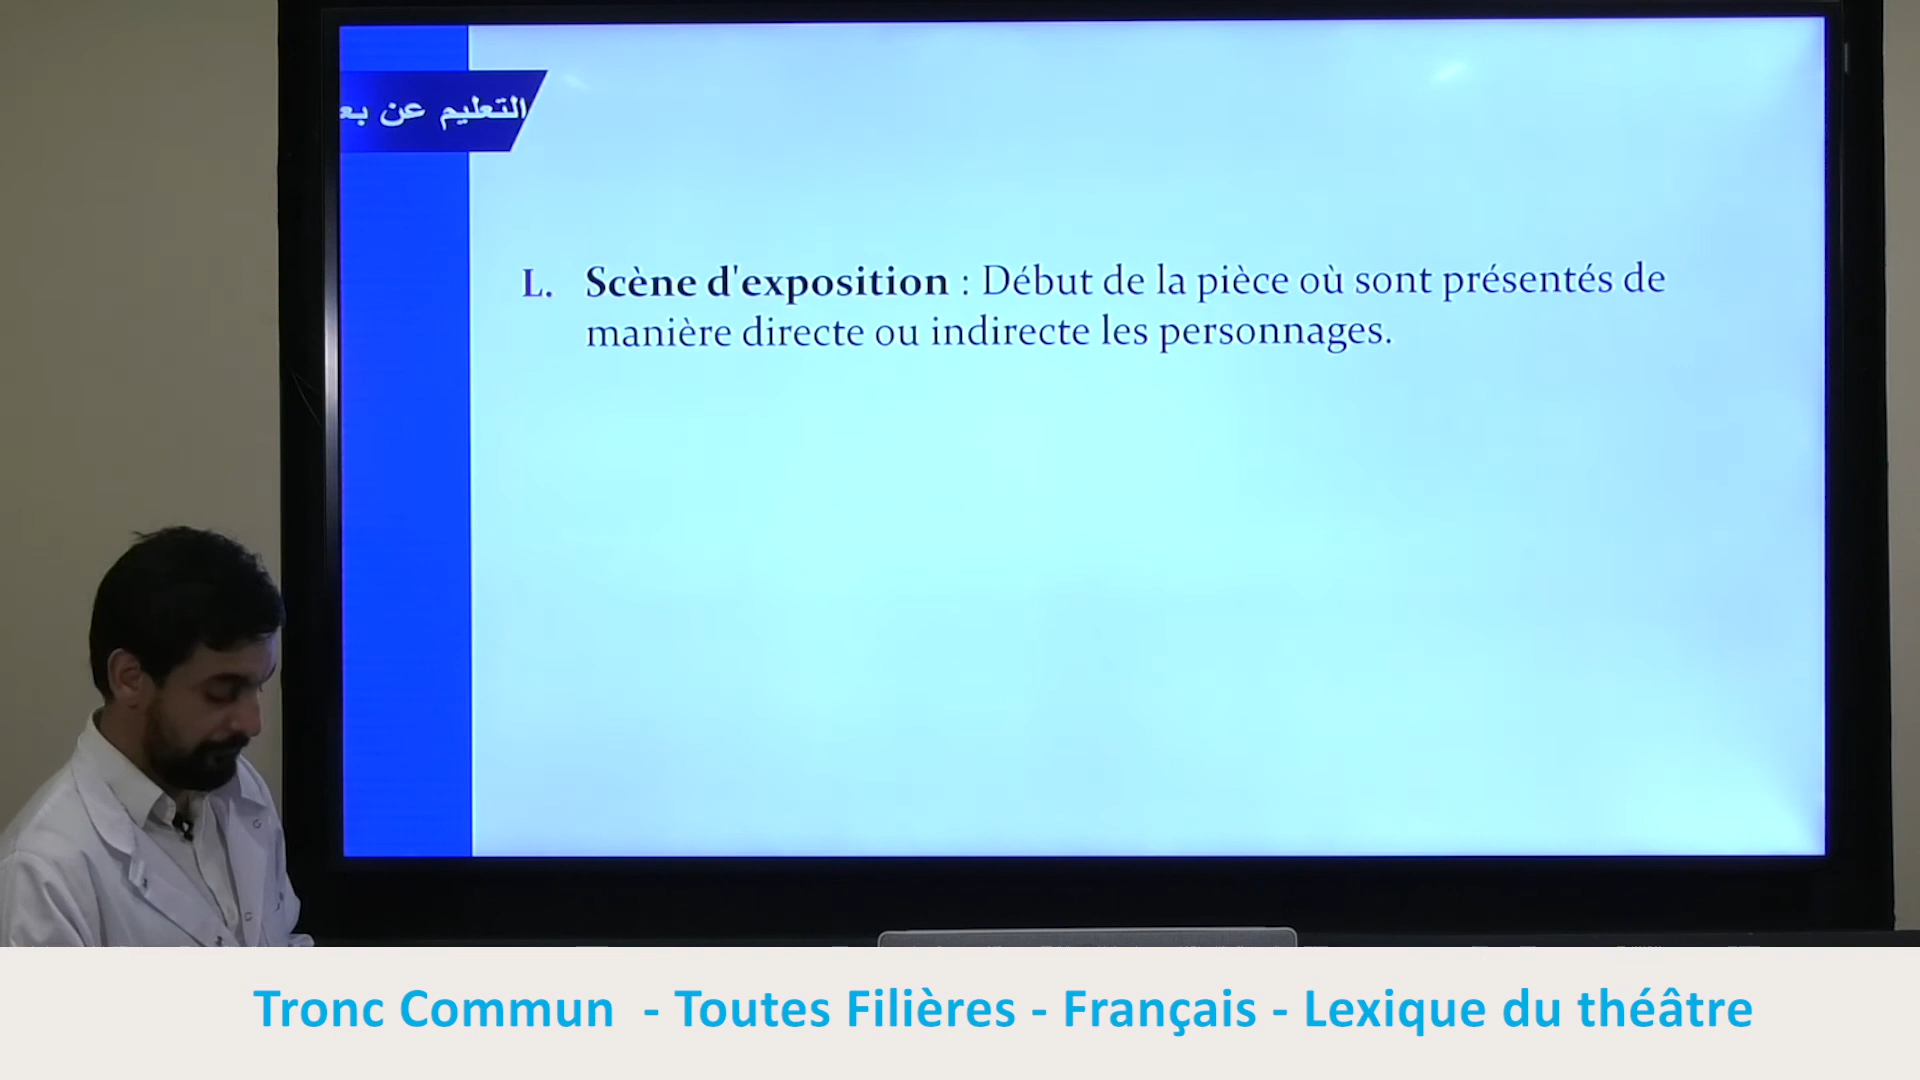 التعليم عن بعد
L. Scène d'exposition : Début de la pièce où sont présentés de
manière directe ou indirecte les personnages.
Tronc Commun - Toutes Filières - Français - Lexique du théâtre